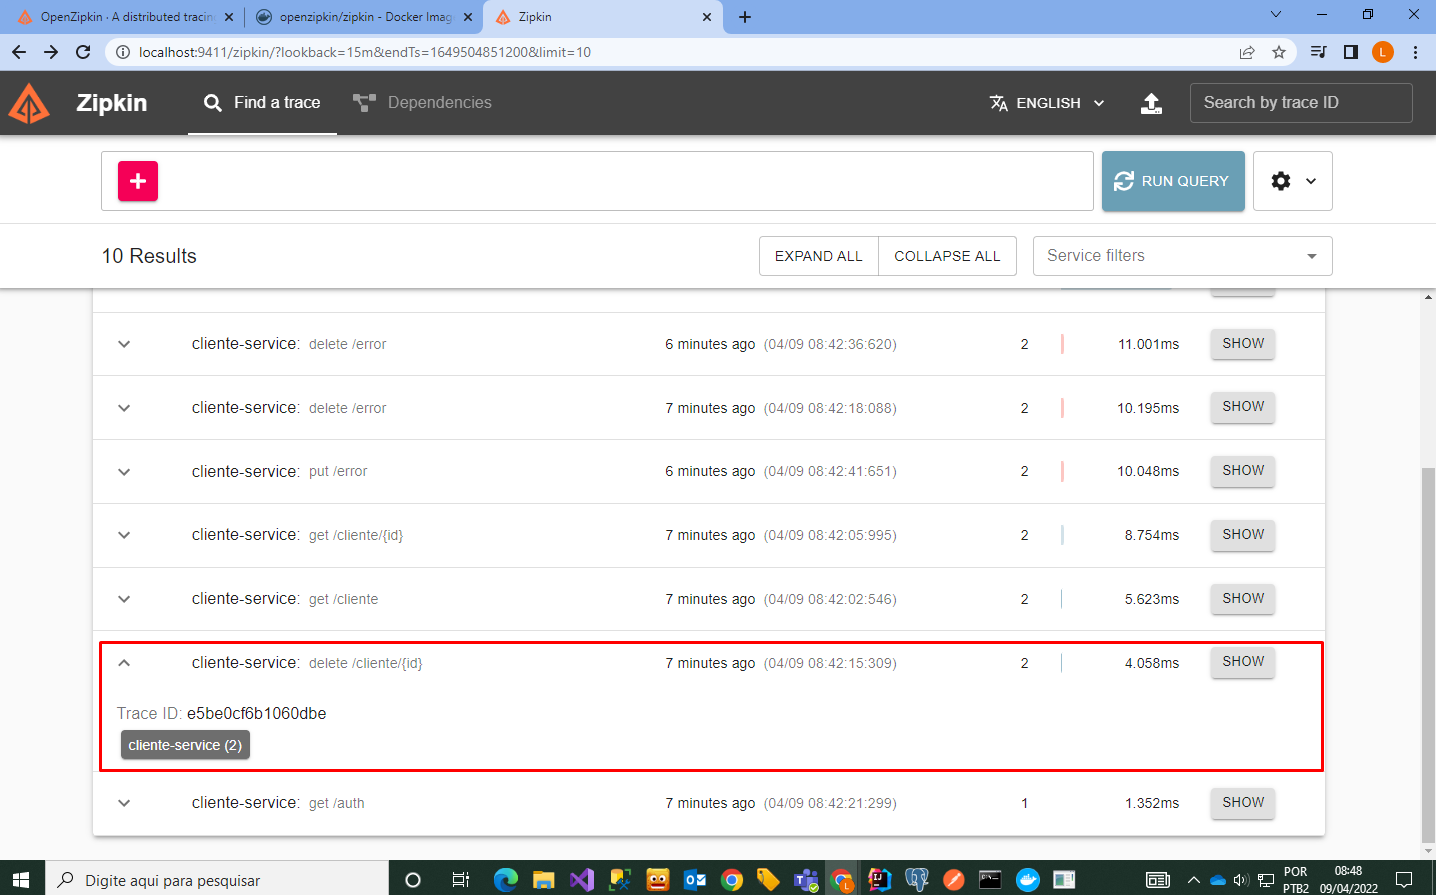 OpenZipkin · A distributed tracin
openzipkin/zipkin - Docker Imag
Zipkin
localhost:9411/zipkin/?lookback=15m&endTs=1649504851200&limit=10
L
Zipkin
Find a trace
Dependencies
ENGLISH
Search by trace ID
RUN QUERY
10 Results
EXPAND ALL
COLLAPSE ALL
Service filters
cliente-service: delete /error 6 minutes ago (04/09 08:42:36:620) 2 11.001ms SHOW
cliente-service: delete /error 7 minutes ago (04/09 08:42:18:088) 2 10.195ms SHOW
cliente-service: put /error 6 minutes ago (04/09 08:42:41:651) 2 10.048ms SHOW
cliente-service: get /cliente/{id} 7 minutes ago (04/09 08:42:05:995) 2 8.754ms SHOW
cliente-service: get /cliente 7 minutes ago (04/09 08:42:02:546) 2 5.623ms SHOW
cliente-service: delete /cliente/{id} 7 minutes ago (04/09 08:42:15:309) 2 4.058ms SHOW
Trace ID: e5be0cf6b1060dbe
cliente-service (2)
cliente-service: get /auth 7 minutes ago (04/09 08:42:21:299) 1 1.352ms SHOW
Digite aqui para pesquisar
POR
PTB2
08:48
09/04/2022